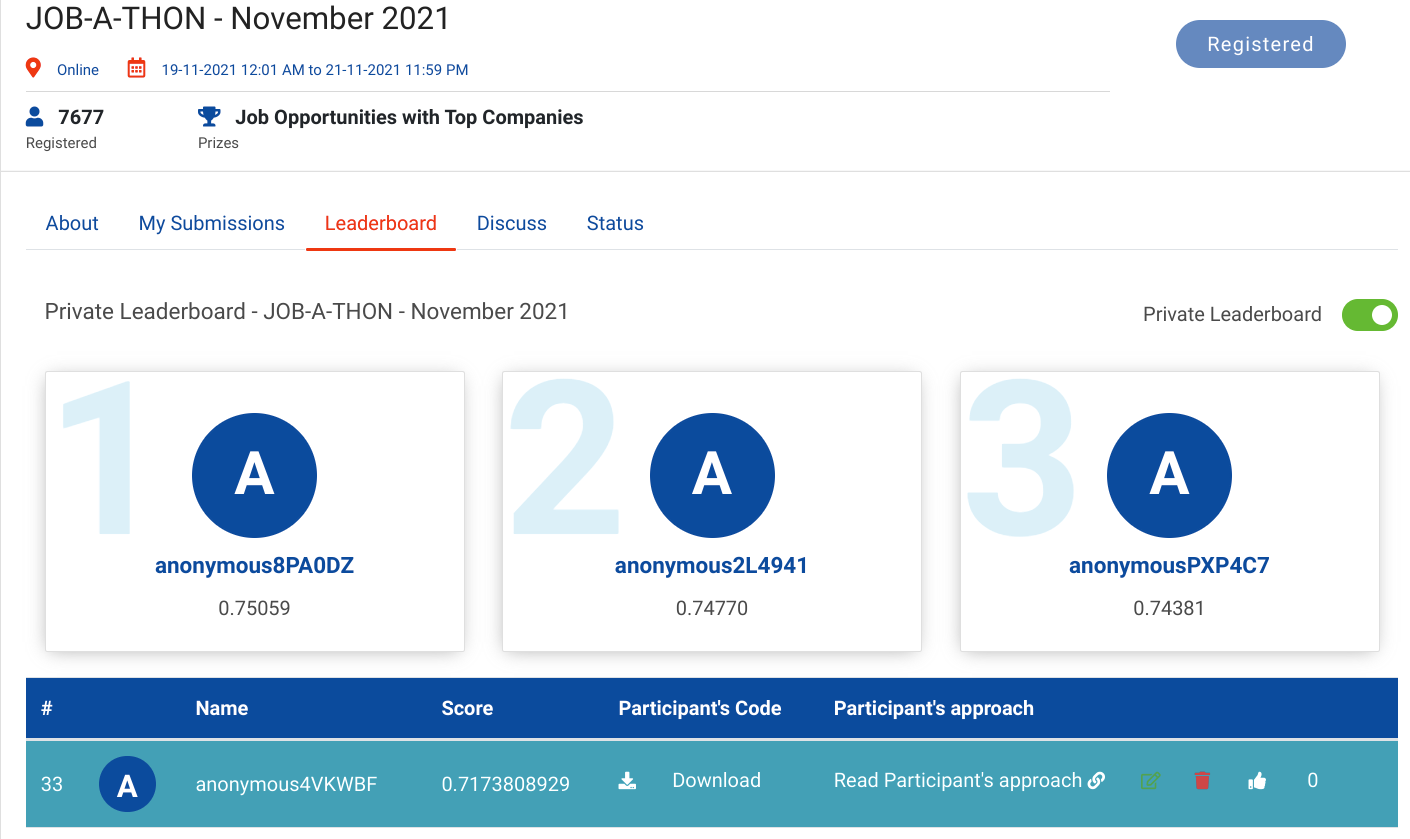 JOB-A-THON - November 2021
Registered
Online 19-11-2021 12:01 AM to 21-11-2021 11:59 PM
7677 Job Opportunities with Top Companies
Registered Prizes
About My Submissions Leaderboard Discuss Status
Private Leaderboard - JOB-A-THON - November 2021 Private Leaderboard
1 2 3
A A A
anonymous8PA0DZ anonymous2L4941 anonymousPXP4C7
0.75059 0.74770 0.74381
# Name Score Participant's Code Participant's approach
33 A anonymous4VKWBF 0.7173808929 Download Read Participant's approach 0